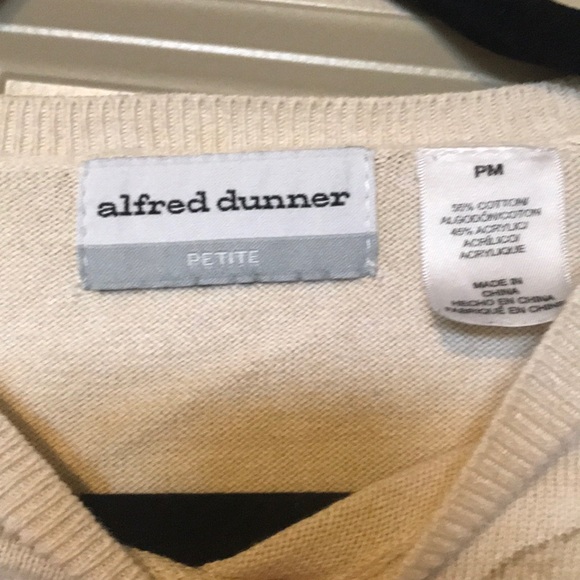 alfred dunner
PETITE
PM
55% COTTON/
ALGODÓN/COTON
45% ACRYLIC/
ACRÍLICO/
ACRYLIQUE
MADE IN
CHINA
HECHO EN CHINA
FABRIQUÉ EN CHINE